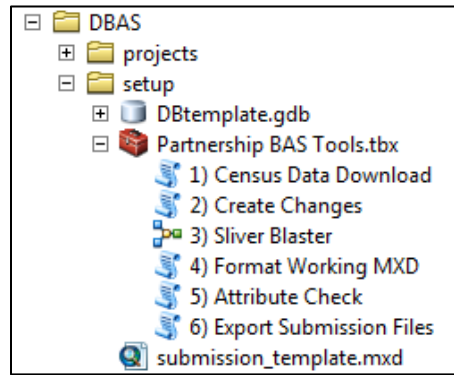 DBAS
projects
setup
DBtemplate.gdb
Partnership BAS Tools.tbx
1) Census Data Download
2) Create Changes
3) Sliver Blaster
4) Format Working MXD
5) Attribute Check
6) Export Submission Files
submission_template.mxd